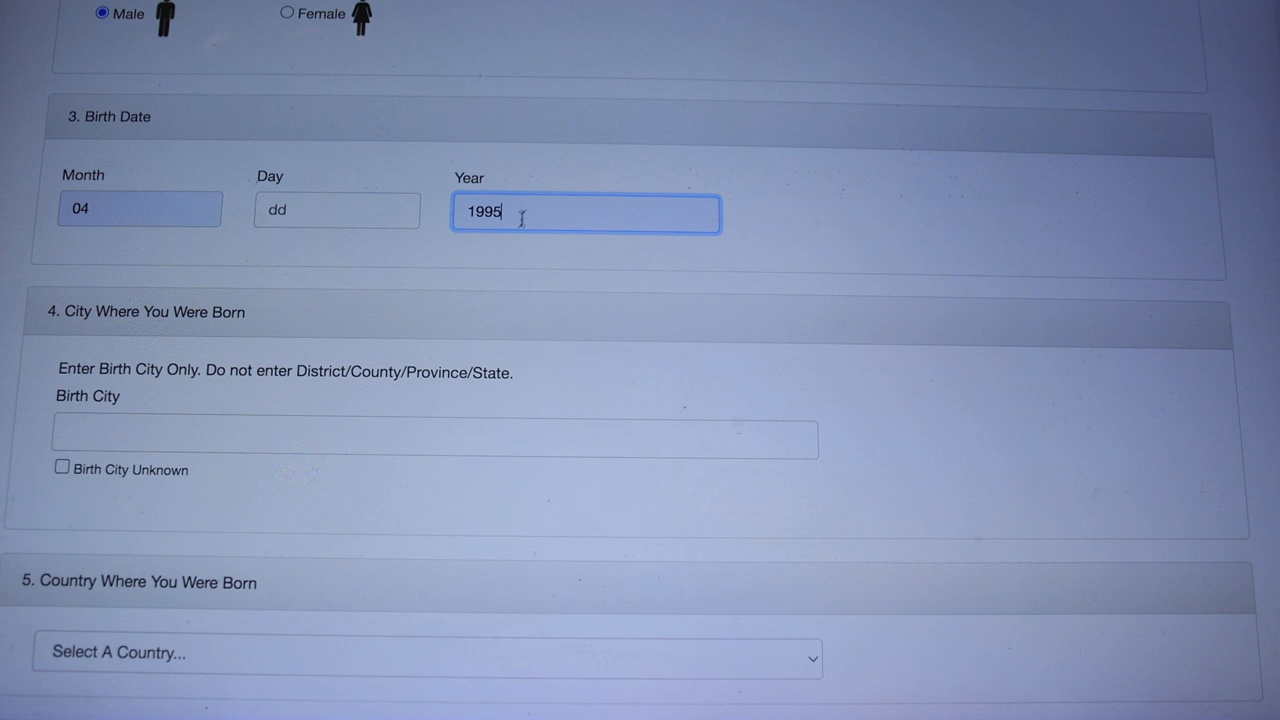 Male Female
3. Birth Date
Month Day Year
04 dd 1995
4. City Where You Were Born
Enter Birth City Only. Do not enter District/County/Province/State.
Birth City
Birth City Unknown
5. Country Where You Were Born
Select A Country...